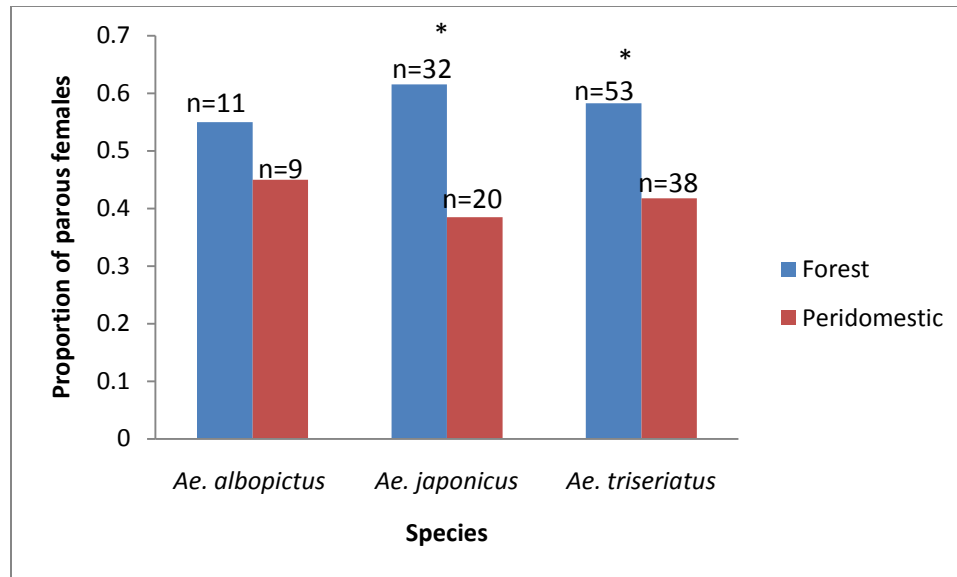 Proportion of parous females
0.7
0.6
0.5
0.4
0.3
0.2
0.1
0
*
*
n=11
n=9
n=32
n=20
n=53
n=38
Ae. albopictus
Ae. japonicus
Ae. triseriatus
Species
Forest
Peridomestic